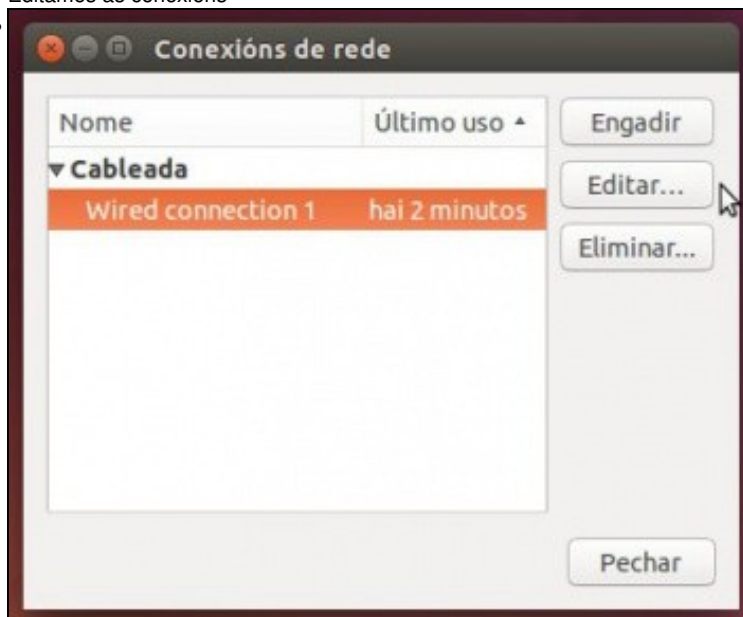 Editamos as conexións
Conexións de rede
Nome Último uso
Engadir
Cableada
Editar...
Wired connection 1 hai 2 minutos
Eliminar...
Pechar